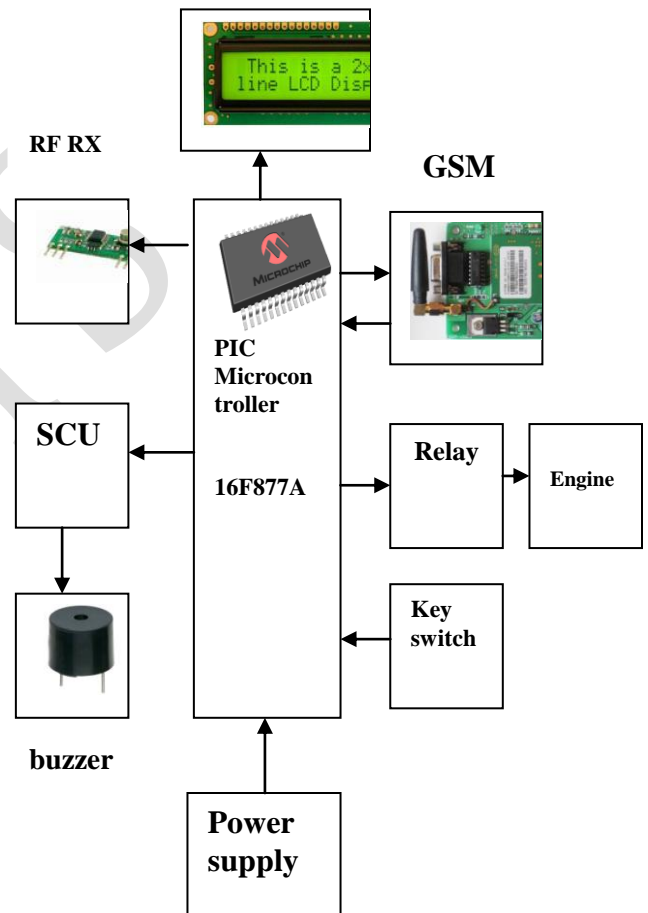 This is a 2x
line LCD Disp
RF RX
GSM
MICROCHIP
PIC
Microcon
troller
16F877A
SCU
Relay
Engine
Key
switch
buzzer
Power
supply